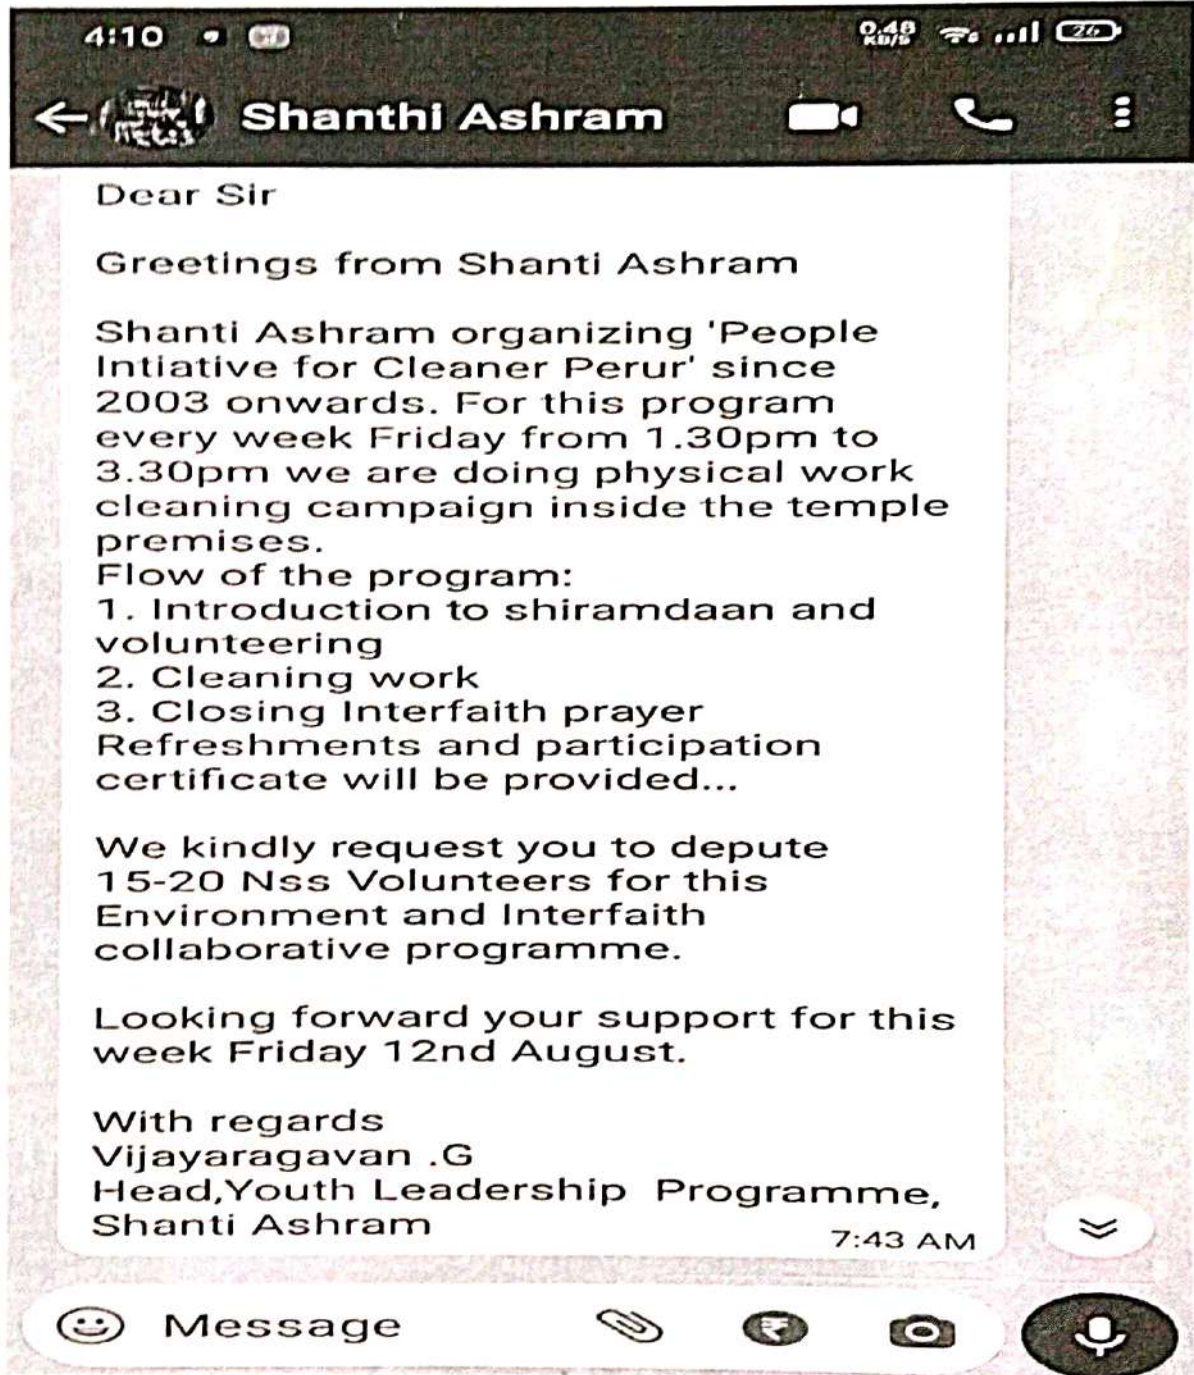 4:10
0.48
KB/S
26
Shanthi Ashram
Dear Sir
Greetings from Shanti Ashram
Shanti Ashram organizing 'People
Intiative for Cleaner Perur' since
2003 onwards. For this program
every week Friday from 1.30pm to
3.30pm we are doing physical work
cleaning campaign inside the temple
premises.
Flow of the program:
1. Introduction to shiramdaan and
volunteering
2. Cleaning work
3. Closing Interfaith prayer
Refreshments and participation
certificate will be provided...
We kindly request you to depute
15-20 Nss Volunteers for this
Environment and Interfaith
collaborative programme.
Looking forward your support for this
week Friday 12nd August.
With regards
Vijayaragavan .G
Head,Youth Leadership Programme,
Shanti Ashram
7:43 AM
Message